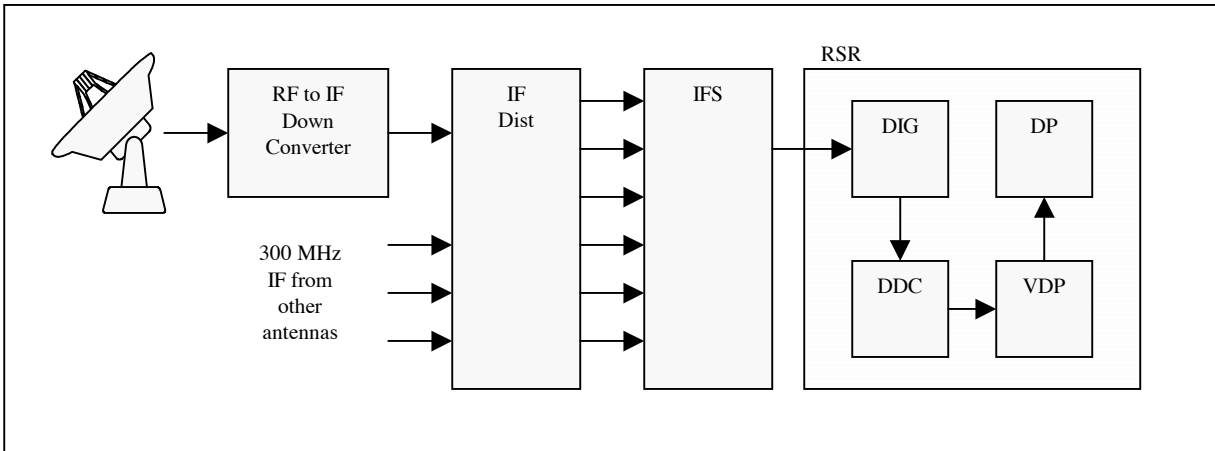 RSR
RF to IF
Down
Converter
IF
Dist
IFS
DIG
DP
300 MHz
IF from
other
antennas
DDC
VDP